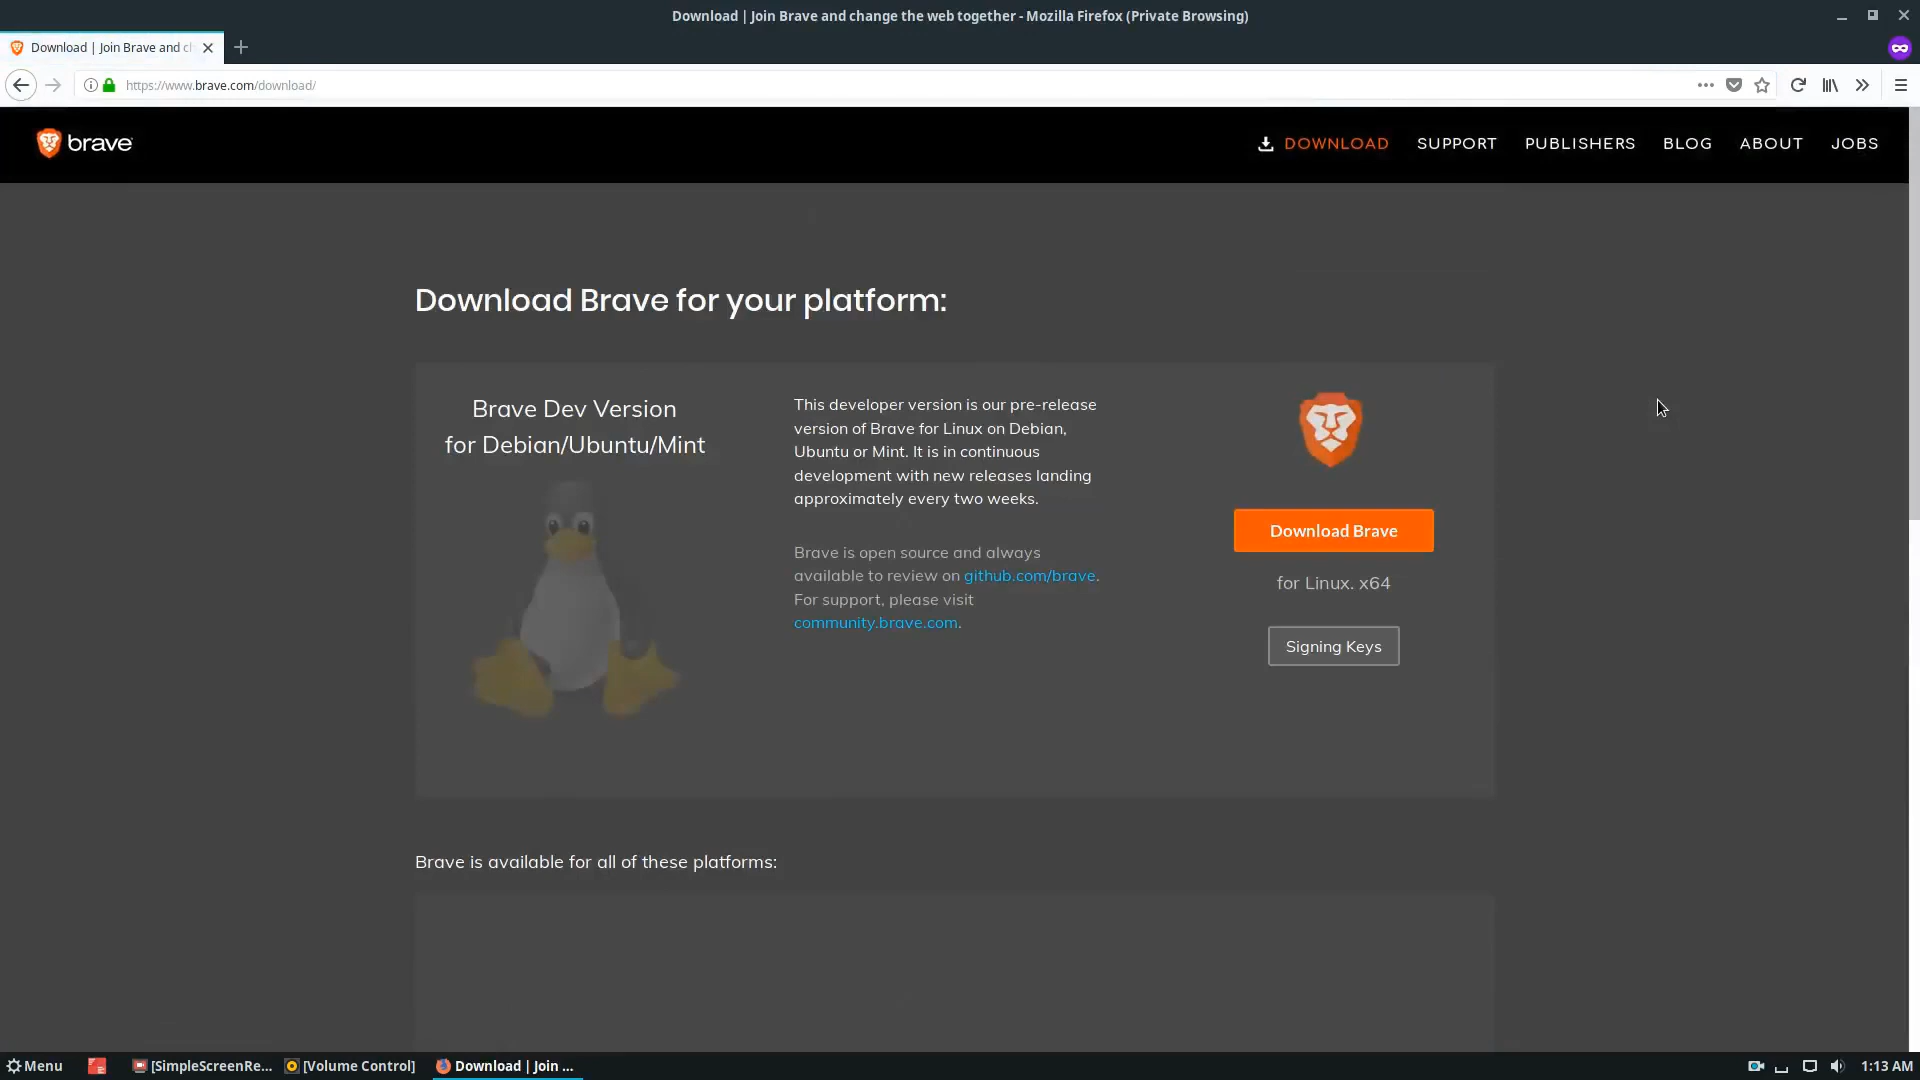 Download | Join Brave and change the web together - Mozilla Firefox (Private Browsing)
Download | Join Brave and ch
https://www.brave.com/download/
brave
DOWNLOAD
SUPPORT
PUBLISHERS
BLOG
ABOUT
JOBS
Download Brave for your platform:
Brave Dev Version
for Debian/Ubuntu/Mint
This developer version is our pre-release
version of Brave for Linux on Debian,
Ubuntu or Mint. It is in continuous
development with new releases landing
approximately every two weeks.
Brave is open source and always
available to review on github.com/brave.
For support, please visit
community.brave.com.
Download Brave
for Linux. x64
Signing Keys
Brave is available for all of these platforms:
Menu
[SimpleScreenRe...
[Volume Control]
Download | Join ...
1:13 AM